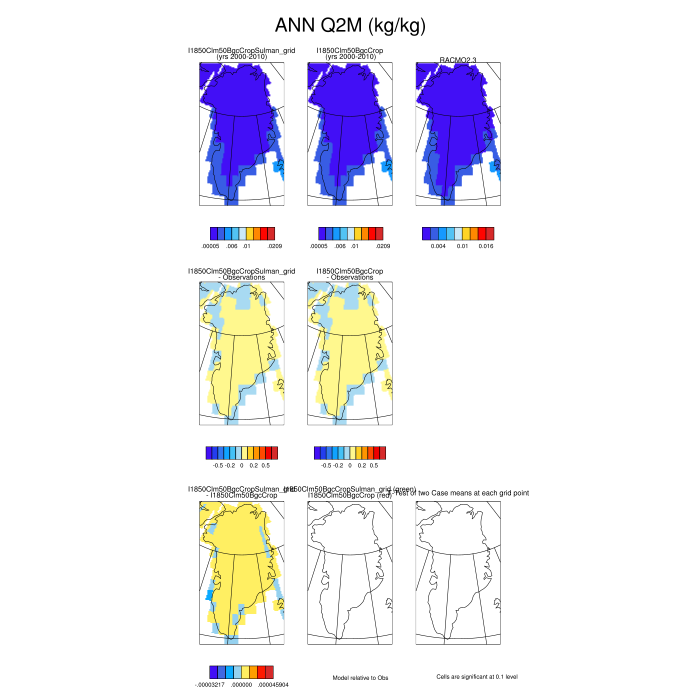 ANN Q2M (kg/kg)
I1850Clm50BgcCropSulman_grid
(yrs 2000-2010)
I1850Clm50BgcCrop
(yrs 2000-2010)
RACMO2.3
.00005 .006 .01 .0209
.00005 .006 .01 .0209
0.004 0.01 0.016
I1850Clm50BgcCropSulman_grid
- Observations
I1850Clm50BgcCrop
- Observations
-0.5 -0.2 0 0.2 0.5
-0.5 -0.2 0 0.2 0.5
I1850Clm50BgcCropSulman_grid
- I1850Clm50BgcCrop
I1850Clm50BgcCropSulman_grid (green)
I1850Clm50BgcCrop (red)
Test of two Case means at each grid point
-.00003217 .000000 .000045904
Model relative to Obs
Cells are significant at 0.1 level